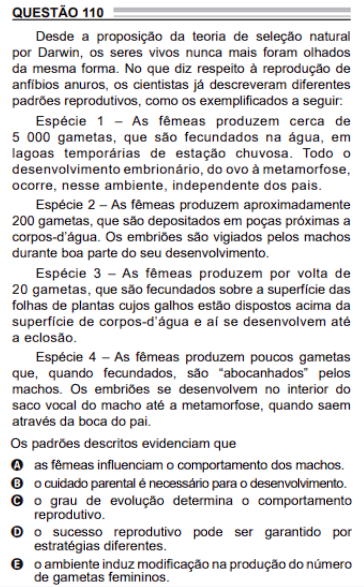 QUESTÃO 110
Desde a proposição da teoria de seleção natural
por Darwin, os seres vivos nunca mais foram olhados
da mesma forma. No que diz respeito à reprodução de
anfíbios anuros, os cientistas já descreveram diferentes
padrões reprodutivos, como os exemplificados a seguir:
Espécie 1 – As fêmeas produzem cerca de
5 000 gametas, que são fecundados na água, em
lagoas temporárias de estação chuvosa. Todo o
desenvolvimento embrionário, do ovo à metamorfose,
ocorre, nesse ambiente, independente dos pais.
Espécie 2 – As fêmeas produzem aproximadamente
200 gametas, que são depositados em poças próximas a
corpos-d'água. Os embriões são vigiados pelos machos
durante boa parte do seu desenvolvimento.
Espécie 3 – As fêmeas produzem por volta de
20 gametas, que são fecundados sobre a superfície das
folhas de plantas cujos galhos estão dispostos acima da
superfície de corpos-d'água e aí se desenvolvem até
a eclosão.
Espécie 4 – As fêmeas produzem poucos gametas
que, quando fecundados, são "abocanhados" pelos
machos. Os embriões se desenvolvem no interior do
saco vocal do macho até a metamorfose, quando saem
através da boca do pai.
Os padrões descritos evidenciam que
A as fêmeas influenciam o comportamento dos machos.
B o cuidado parental é necessário para o desenvolvimento.
C o grau de evolução determina o comportamento
reprodutivo.
D o sucesso reprodutivo pode ser garantido por
estratégias diferentes.
E o ambiente induz modificação na produção do número
de gametas femininos.